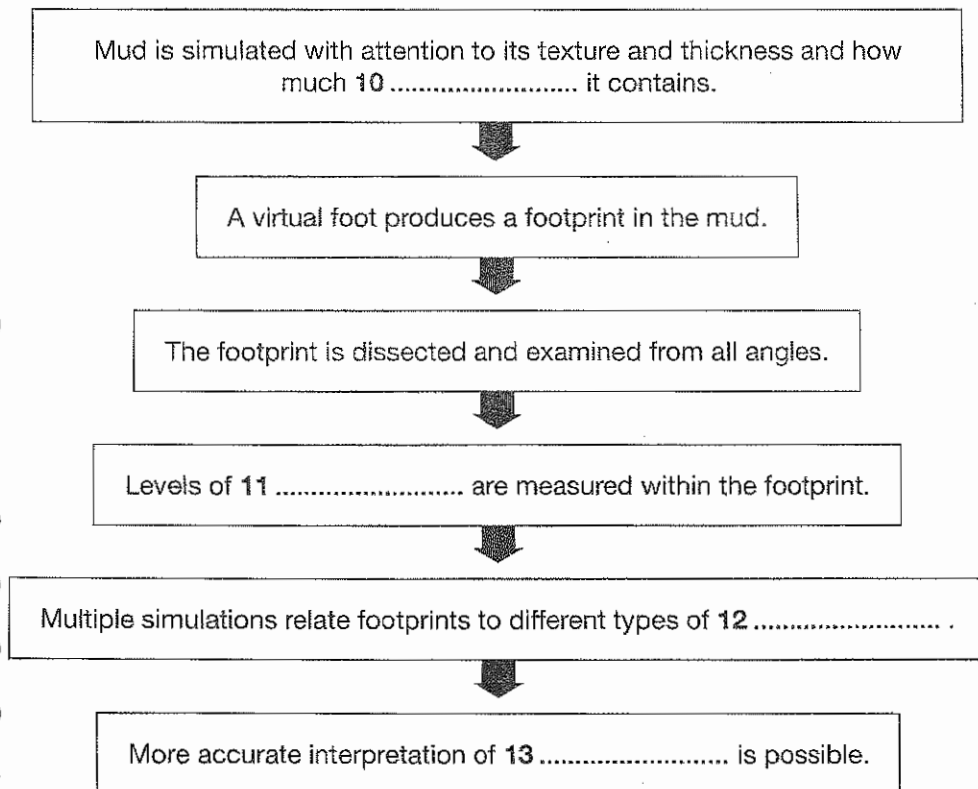 Mud is simulated with attention to its texture and thickness and how
much 10 ............................ it contains.
A virtual foot produces a footprint in the mud.
The footprint is dissected and examined from all angles.
Levels of 11 ............................ are measured within the footprint.
Multiple simulations relate footprints to different types of 12 ............................ .
More accurate interpretation of 13 ............................ is possible.